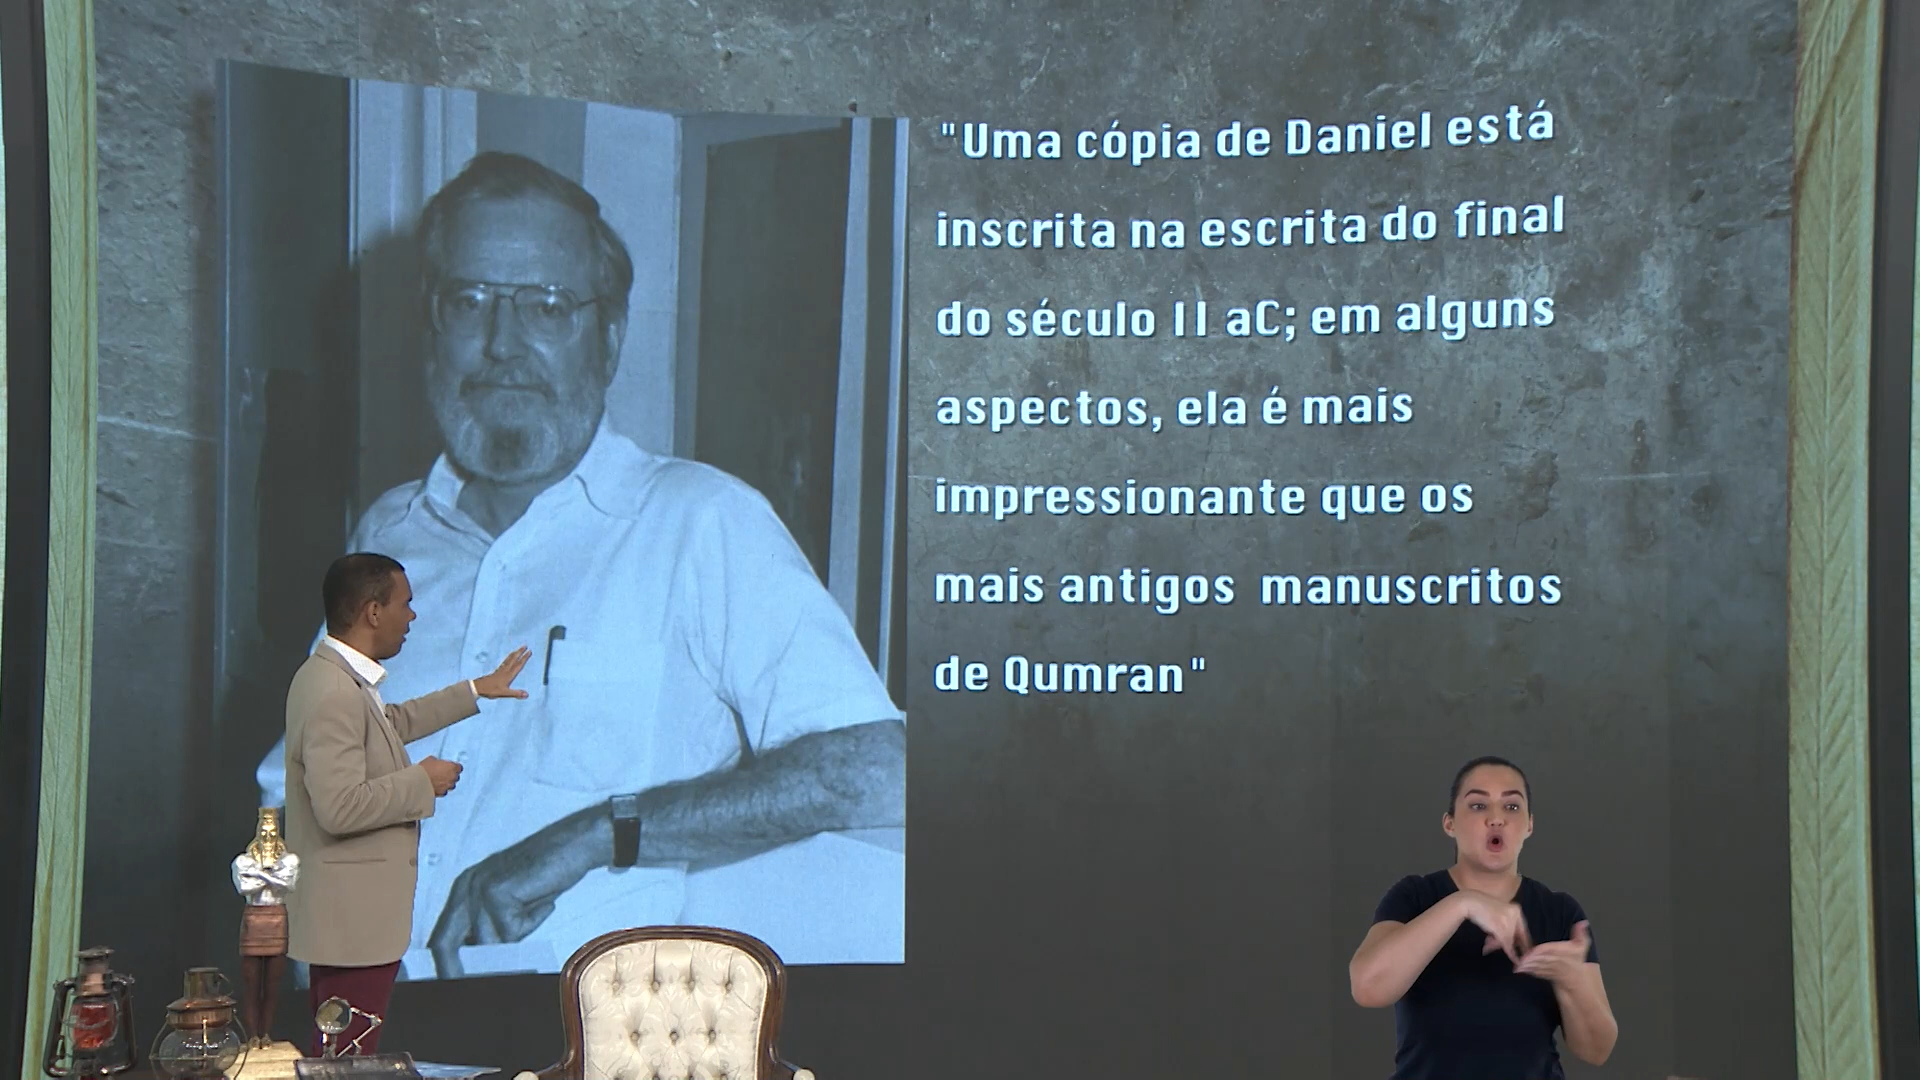 "Uma cópia de Daniel está
inscrita na escrita do final
do século II aC; em alguns
aspectos, ela é mais
impressionante que os
mais antigos manuscritos
de Qumran"